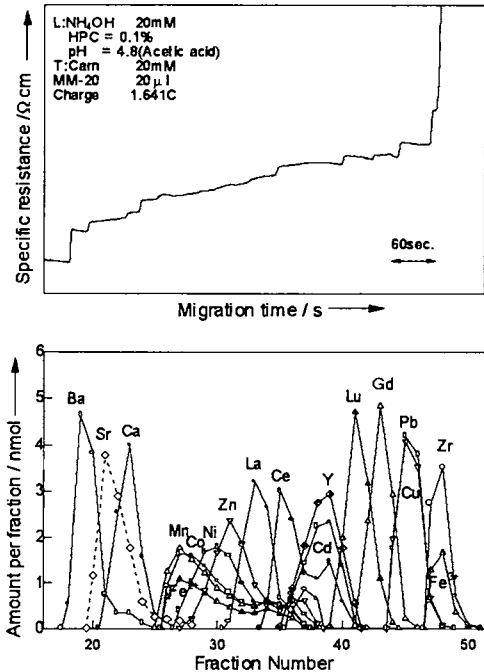 L:NH₄OH 20mM
HPC = 0.1%
pH = 4.8(Acetic acid)
T:Carn 20mM
MM-20 20μl
Charge 1.641C
Specific resistance /Ω cm
60sec.
Migration time / s
Amount per fraction / nmol
6
5
4
3
2
1
0
Ba
Sr
Ca
Mn
Co
Ni
Fe
Zn
La
Ce
Y
Cd
Lu
Gd
Pb
Cu
Zr
Fe
20
30
40
50
Fraction Number